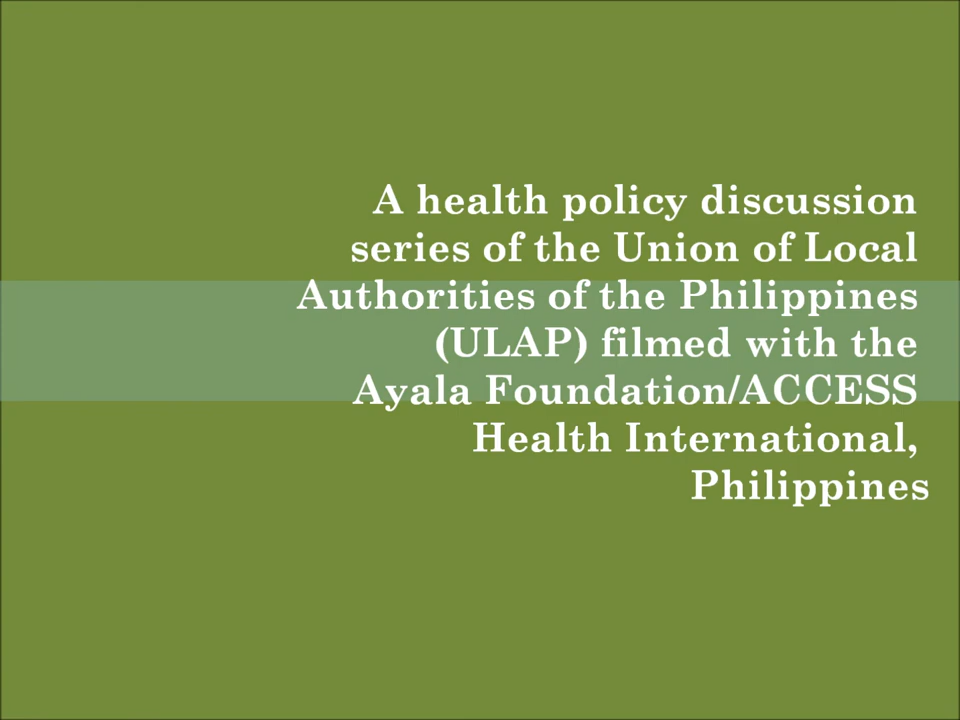 A health policy discussion
series of the Union of Local
Authorities of the Philippines
(ULAP) filmed with the
Ayala Foundation/ACCESS
Health International,
Philippines